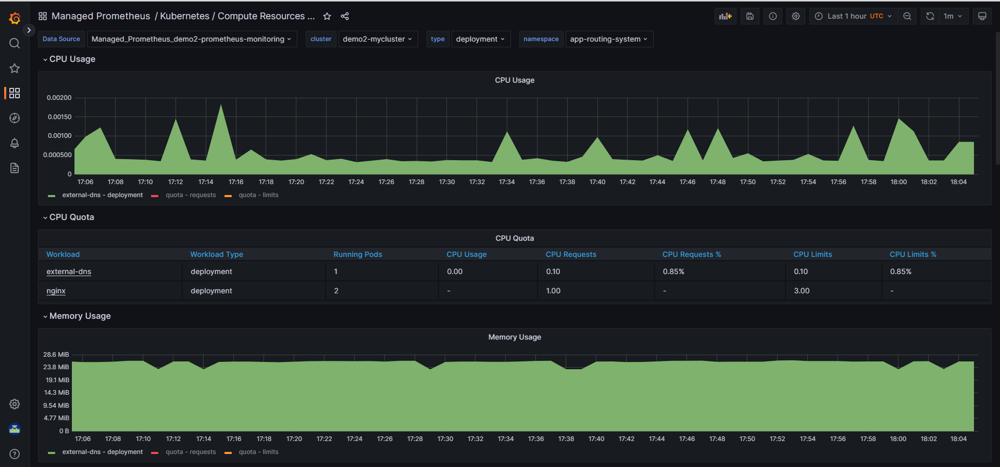 Managed Prometheus / Kubernetes / Compute Resources ...
Last 1 hour UTC
1m
Data Source Managed_Prometheus_demo2-prometheus-monitoring cluster demo2-mycluster type deployment namespace app-routing-system
CPU Usage
CPU Usage
0.00200
0.00150
0.00100
0.000500
0
17:06 17:08 17:10 17:12 17:14 17:16 17:18 17:20 17:22 17:24 17:26 17:28 17:30 17:32 17:34 17:36 17:38 17:40 17:42 17:44 17:46 17:48 17:50 17:52 17:54 17:56 17:58 18:00 18:02 18:04
external-dns - deployment quota - requests quota - limits
CPU Quota
CPU Quota
Workload Workload Type Running Pods CPU Usage CPU Requests CPU Requests % CPU Limits CPU Limits %
external-dns deployment 1 0.00 0.10 0.85% 0.10 0.85%
nginx deployment 2 - 1.00 - 3.00 -
Memory Usage
Memory Usage
28.6 MiB
23.8 MiB
19.1 MiB
14.3 MiB
9.54 MiB
4.77 MiB
0 B
17:06 17:08 17:10 17:12 17:14 17:16 17:18 17:20 17:22 17:24 17:26 17:28 17:30 17:32 17:34 17:36 17:38 17:40 17:42 17:44 17:46 17:48 17:50 17:52 17:54 17:56 17:58 18:00 18:02 18:04
external-dns - deployment quota - requests quota - limits